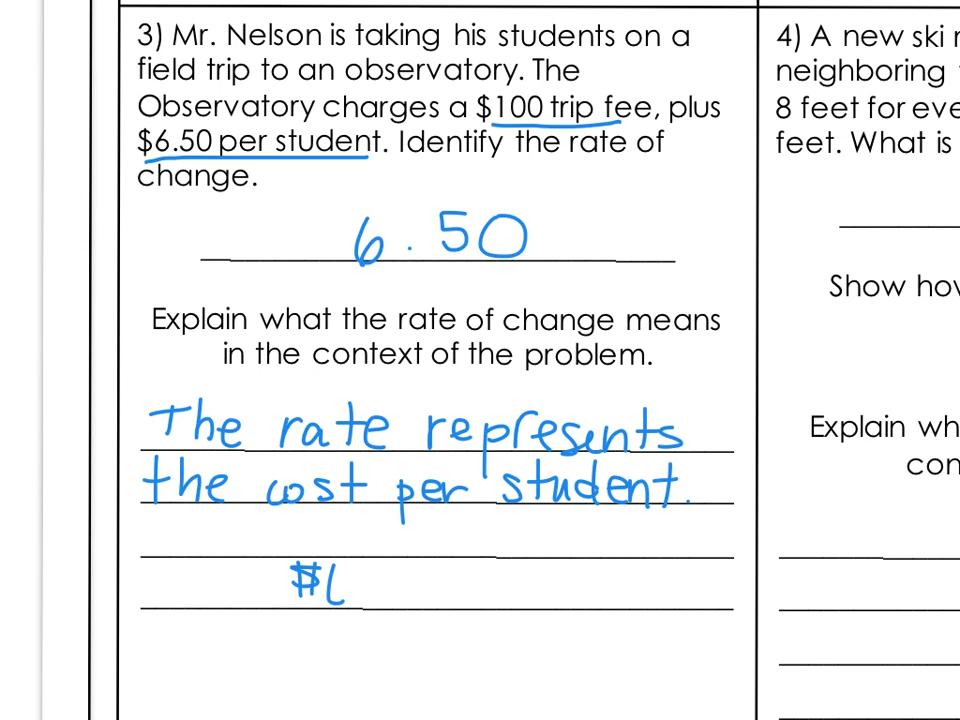 3) Mr. Nelson is taking his students on a
field trip to an observatory. The
Observatory charges a $100 trip fee, plus
$6.50 per student. Identify the rate of
change.
6.50
Explain what the rate of change means
in the context of the problem.
The rate represents
the cost per student.
$(
4) A new ski
neighboring
8 feet for eve
feet. What is
Show how
Explain wh
con